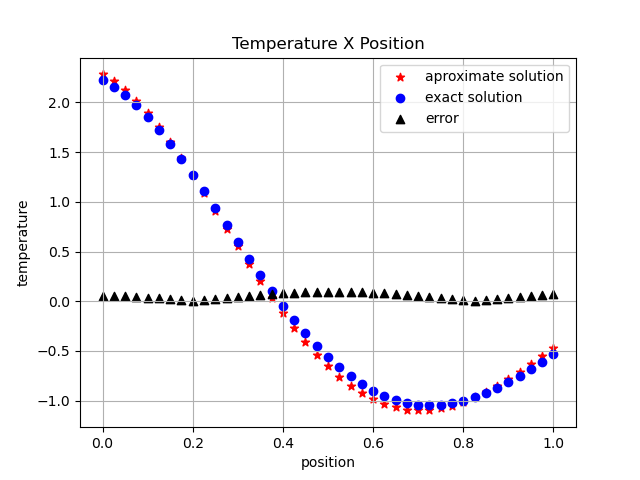 Temperature X Position
aproximate solution
exact solution
error
temperature
2.0
1.5
1.0
0.5
0.0
−0.5
−1.0
0.0 0.2 0.4 0.6 0.8 1.0
position